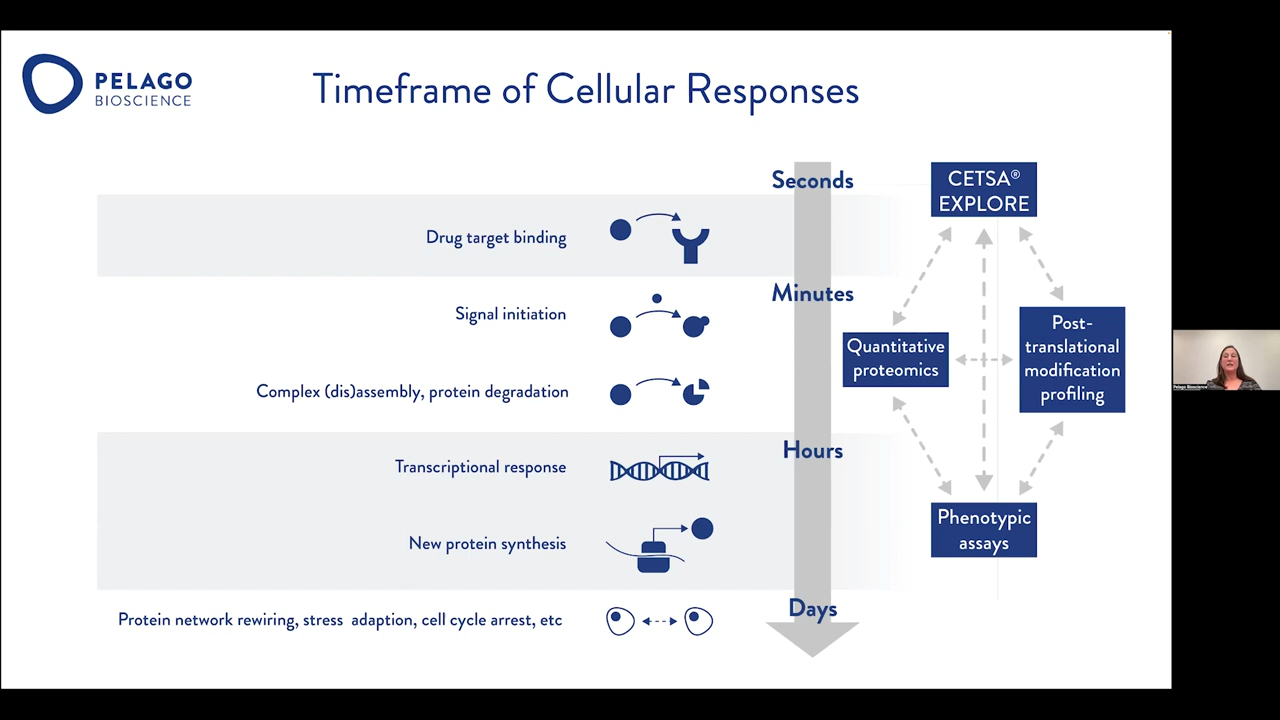 PELAGO
BIOSCIENCE
Timeframe of Cellular Responses
Seconds
Drug target binding
Minutes
Signal initiation
Complex (dis)assembly, protein degradation
Hours
Transcriptional response
New protein synthesis
Days
Protein network rewiring, stress adaption, cell cycle arrest, etc
CETSA®
EXPLORE
Quantitative
proteomics
Post-
translational
modification
profiling
Phenotypic
assays
Pelago Bioscience